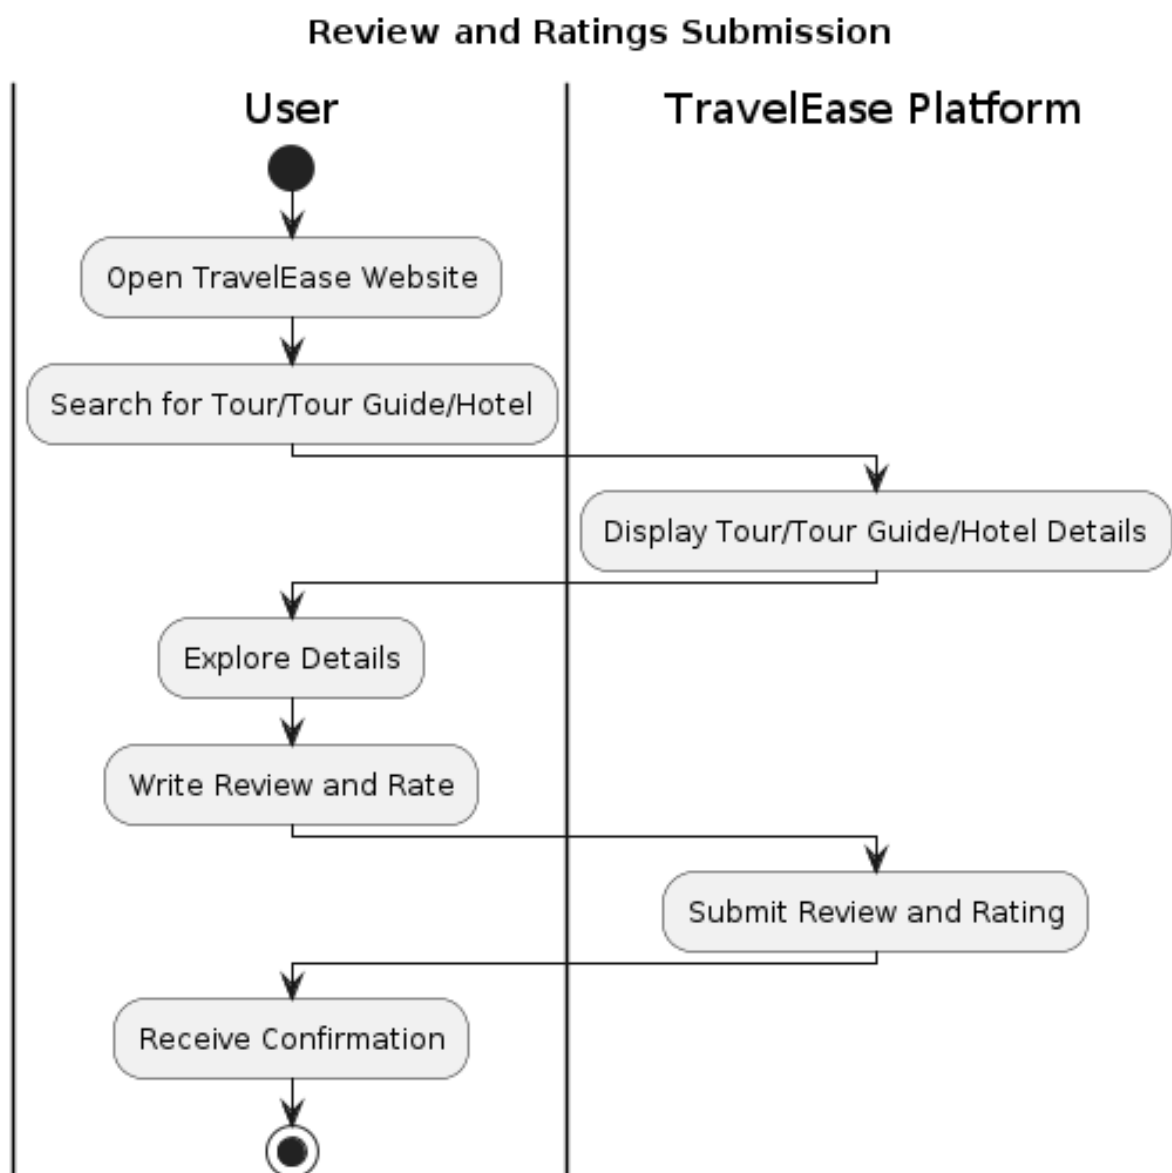 Review and Ratings Submission
User
TravelEase Platform
Open TravelEase Website
Search for Tour/Tour Guide/Hotel
Display Tour/Tour Guide/Hotel Details
Explore Details
Write Review and Rate
Submit Review and Rating
Receive Confirmation